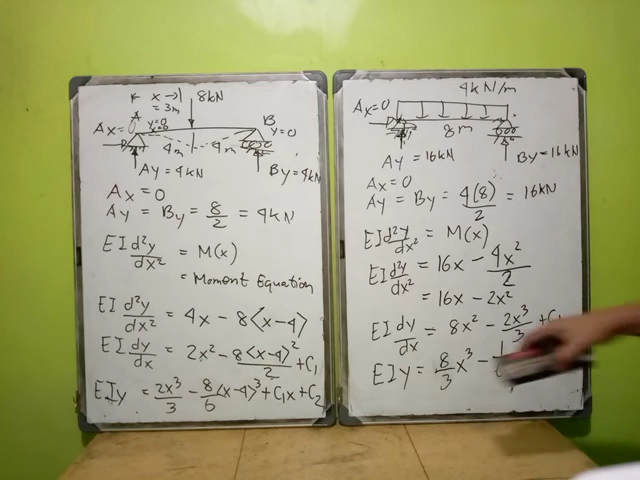 x →|
= 3m
8kN
A
B
Ax=0
y=0
y=0
4m
4m
Ay = 4kN
By = 4kN
Ax = 0
Ay = By = 8/2 = 4kN
EI d²y/dx² = M(x)
= Moment Equation
EI d²y/dx² = 4x - 8<x-4>
EI dy/dx = 2x² - 8<x-4>²/2 + C₁
EIy = 2x³/3 - 8/6<x-4>³ + C₁x + C₂
4kN/m
Ax=0
8m
Ay = 16kN
By = 16kN
Ax = 0
Ay = By = 4(8)/2 = 16kN
EI d²y/dx² = M(x)
EI d²y/dx² = 16x - 4x²/2
= 16x - 2x²
EI dy/dx = 8x² - 2x³/3 +
EIy = 8/3 x³ -